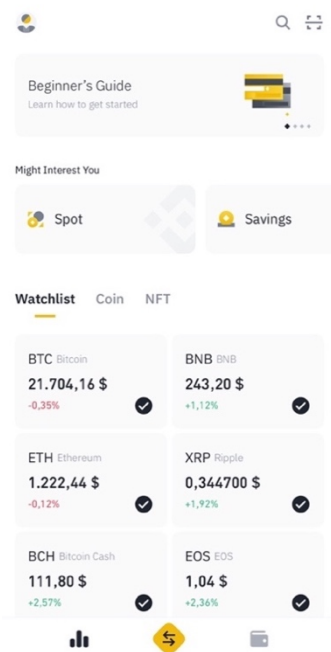 Beginner's Guide
Learn how to get started
Might Interest You
Spot
Savings
Watchlist Coin NFT
BTC Bitcoin
21.704,16 $
-0,35%
BNB BNB
243,20 $
+1,12%
ETH Ethereum
1.222,44 $
-0,12%
XRP Ripple
0,344700 $
+1,92%
BCH Bitcoin Cash
111,80 $
+2,57%
EOS EOS
1,04 $
+2,36%